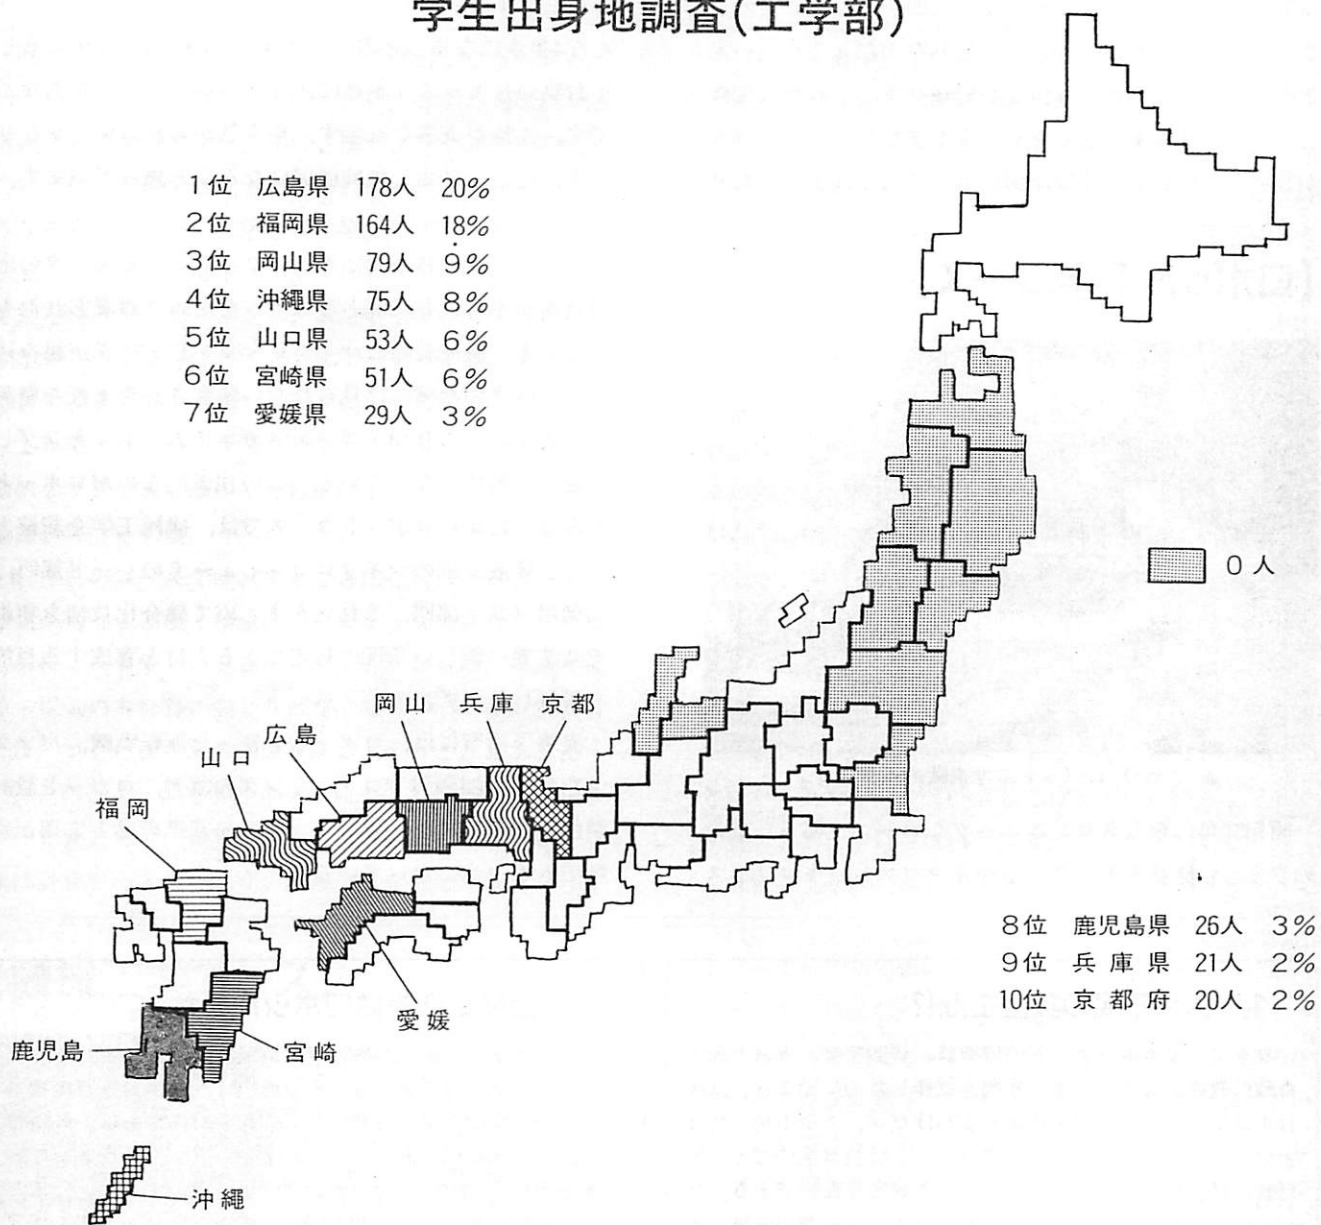 学生出身地調査(工学部)
1位 広島県 178人 20%
2位 福岡県 164人 18%
3位 岡山県 79人 9%
4位 沖縄県 75人 8%
5位 山口県 53人 6%
6位 宮崎県 51人 6%
7位 愛媛県 29人 3%
0人
岡山 兵庫 京都
広島
山口
福岡
8位 鹿児島県 26人 3%
9位 兵庫県 21人 2%
10位 京都府 20人 2%
愛媛
鹿児島
宮崎
沖縄